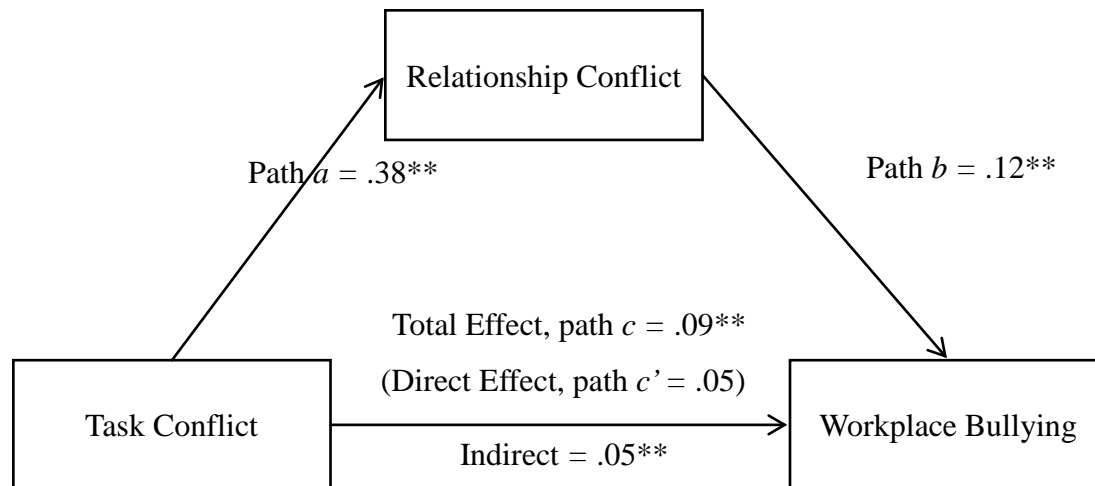 Relationship Conflict
Path a = .38**
Path b = .12**
Total Effect, path c = .09**
(Direct Effect, path c’ = .05)
Task Conflict
Workplace Bullying
Indirect = .05**